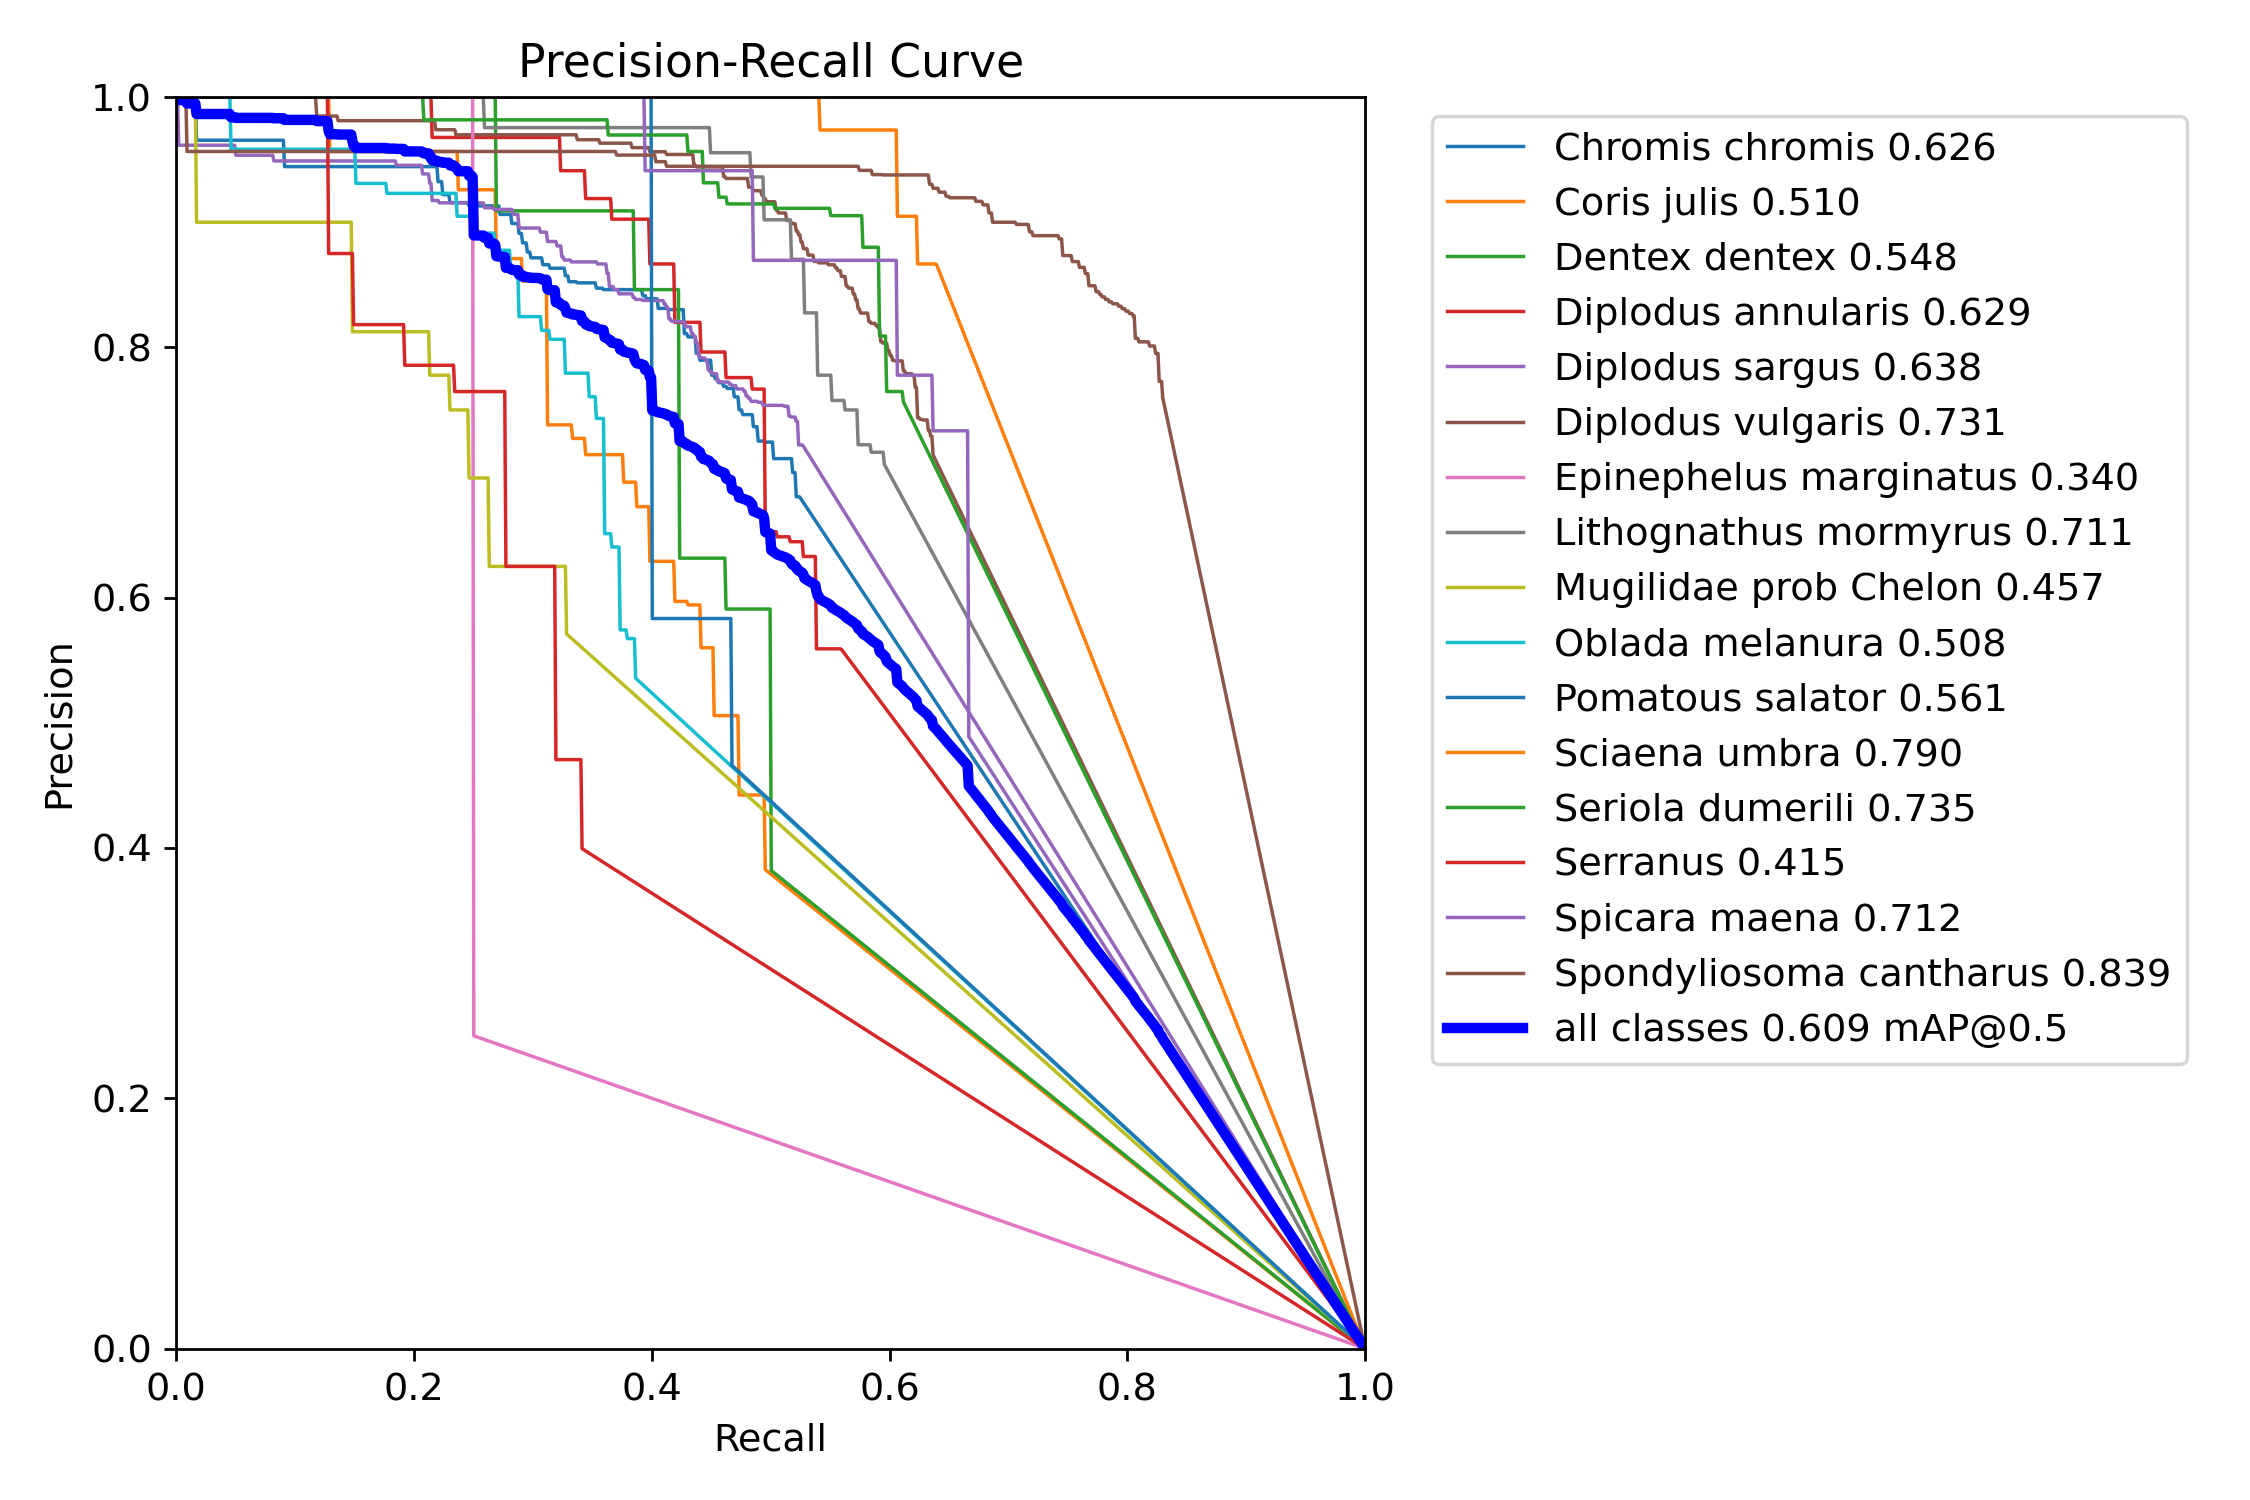 Precision-Recall Curve
1.0
0.8
0.6
0.4
0.2
0.0
Precision
0.0 0.2 0.4 0.6 0.8 1.0
Recall
Chromis chromis 0.626
Coris julis 0.510
Dentex dentex 0.548
Diplodus annularis 0.629
Diplodus sargus 0.638
Diplodus vulgaris 0.731
Epinephelus marginatus 0.340
Lithognathus mormyrus 0.711
Mugilidae prob Chelon 0.457
Oblada melanura 0.508
Pomatous salator 0.561
Sciaena umbra 0.790
Seriola dumerili 0.735
Serranus 0.415
Spicara maena 0.712
Spondyliosoma cantharus 0.839
all classes 0.609 mAP@0.5